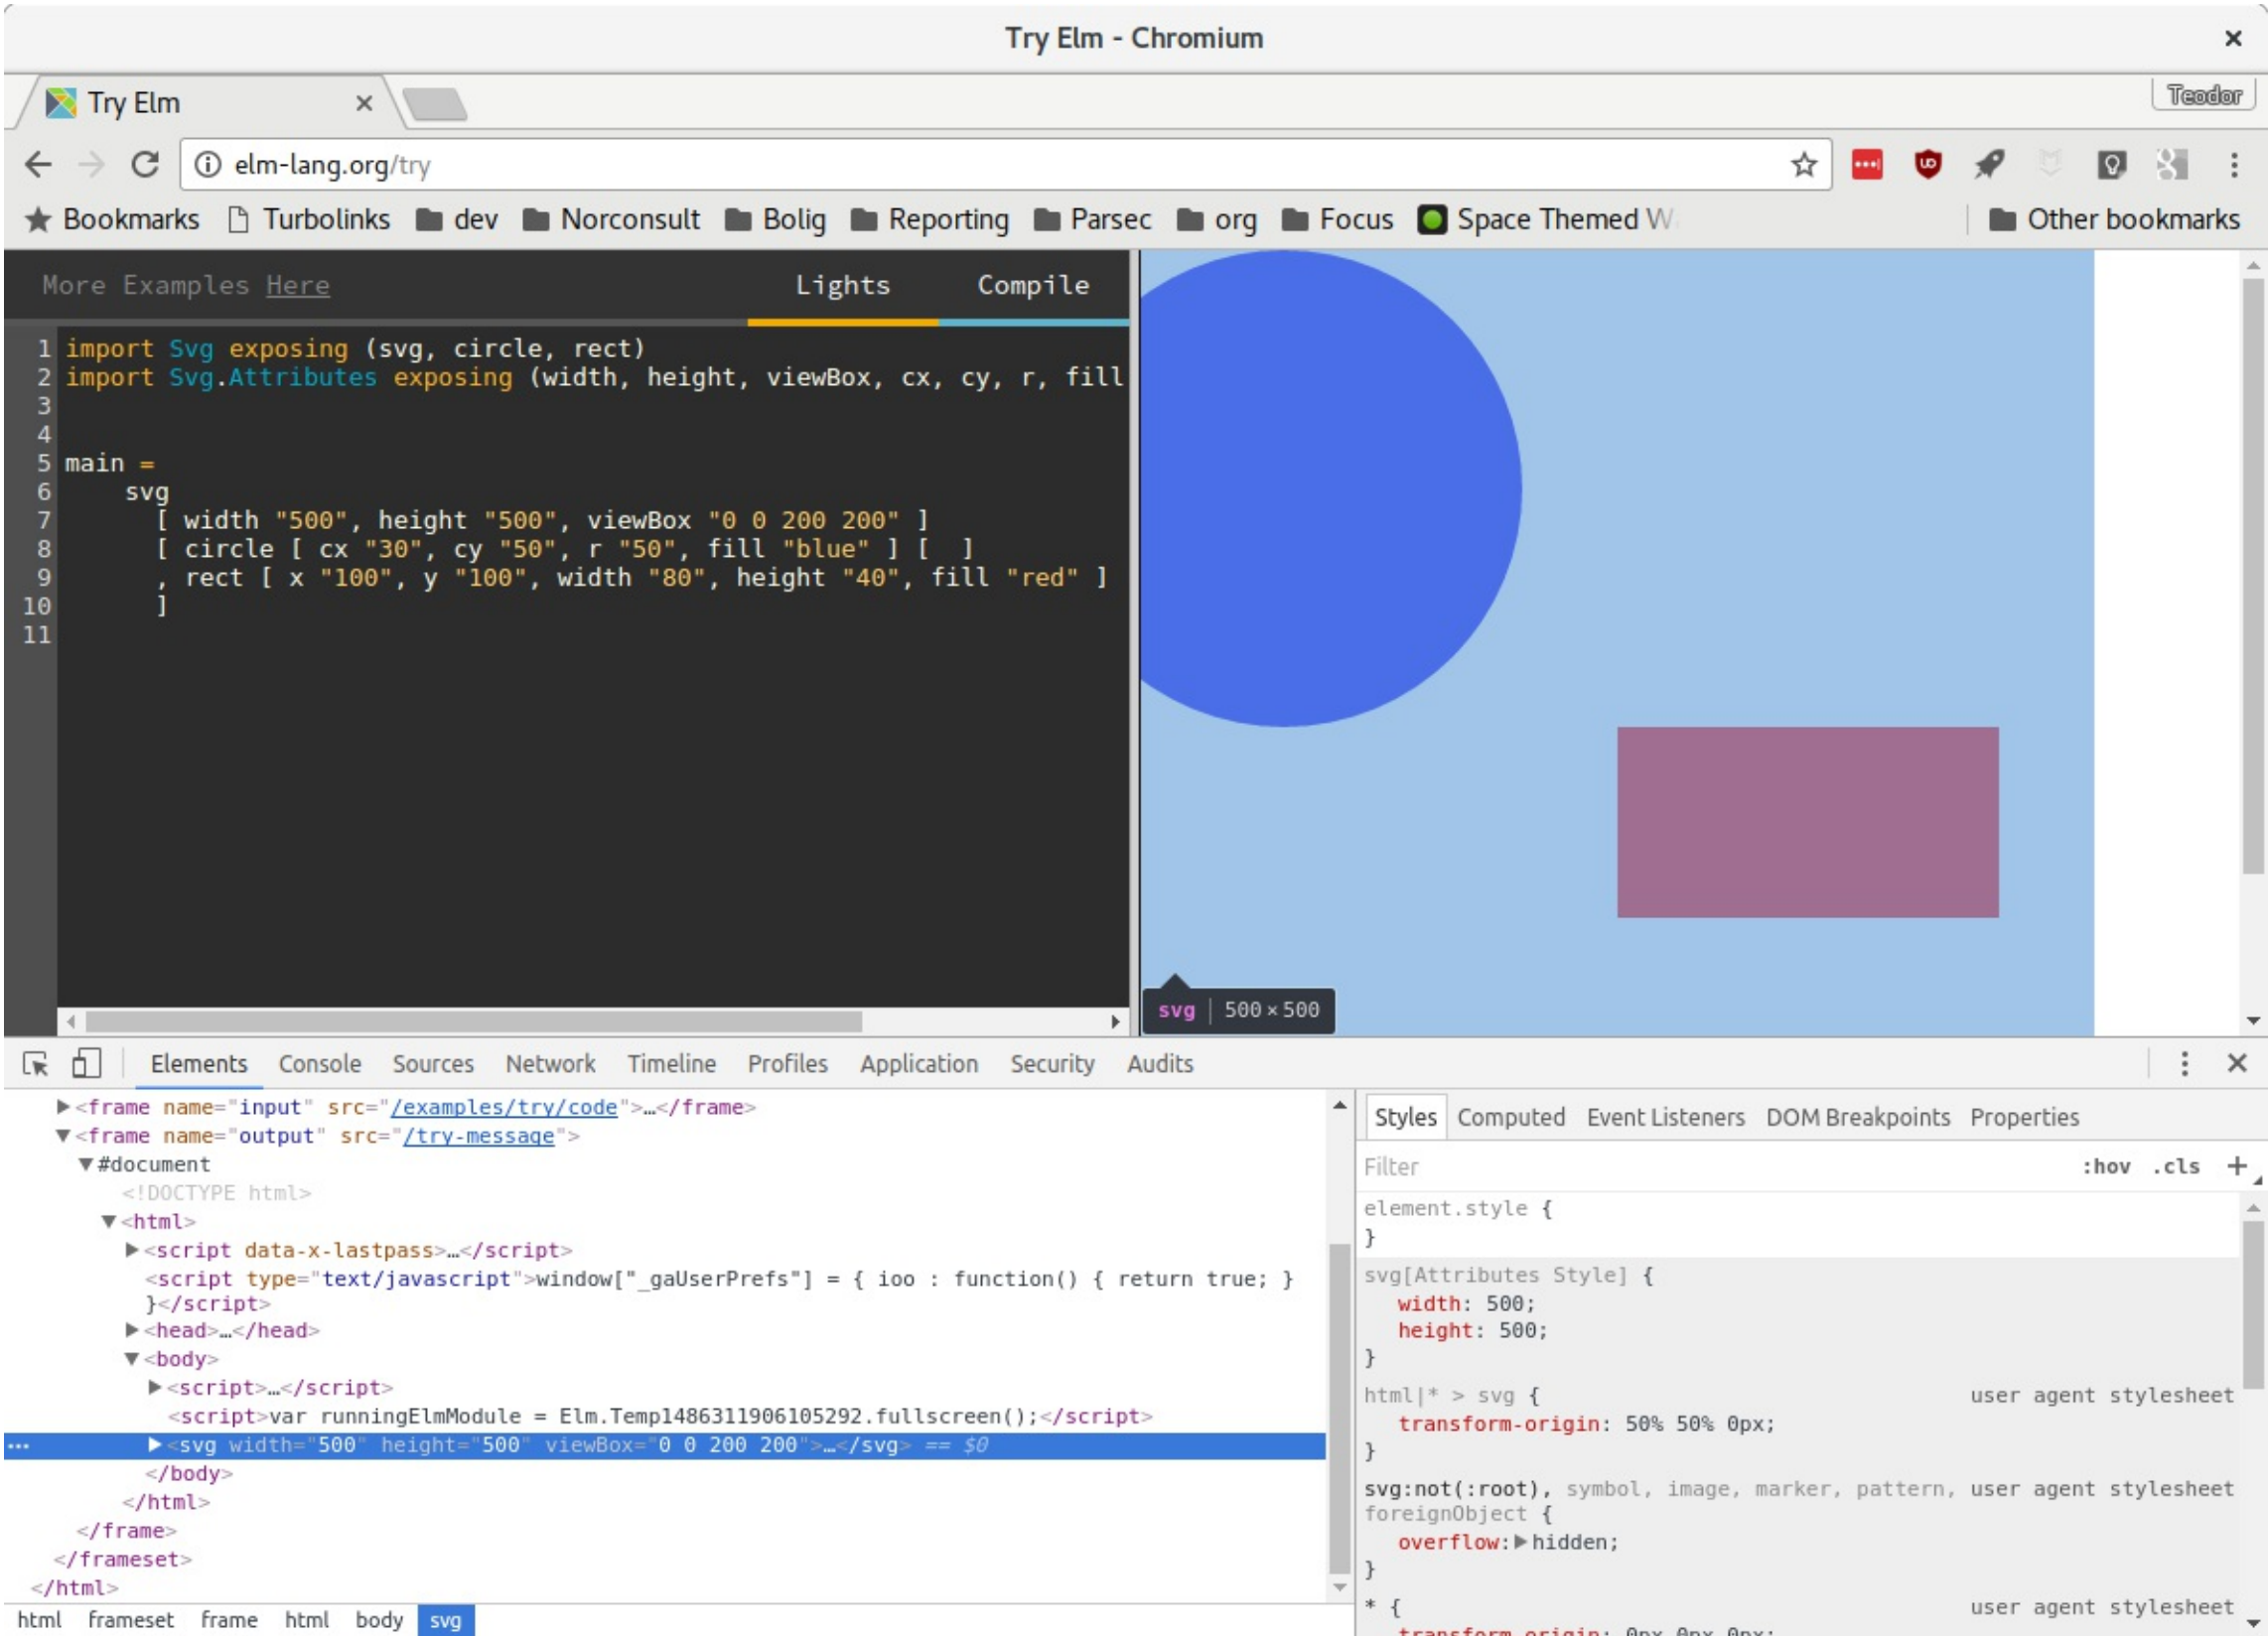 Try Elm - Chromium
Try Elm
Teodor
elm-lang.org/try
Bookmarks Turbolinks dev Norconsult Bolig Reporting Parsec org Focus Space Themed W Other bookmarks
More Examples Here Lights Compile
1 import Svg exposing (svg, circle, rect)
2 import Svg.Attributes exposing (width, height, viewBox, cx, cy, r, fill
3
4
5 main =
6 svg
7 [ width "500", height "500", viewBox "0 0 200 200" ]
8 [ circle [ cx "30", cy "50", r "50", fill "blue" ] [  ]
9 , rect [ x "100", y "100", width "80", height "40", fill "red" ]
10 ]
11
svg 500 × 500
Elements Console Sources Network Timeline Profiles Application Security Audits
<frame name="input" src="/examples/try/code">…</frame>
<frame name="output" src="/try-message">
#document
<!DOCTYPE html>
<html>
<script data-x-lastpass>…</script>
<script type="text/javascript">window["_gaUserPrefs"] = { ioo : function() { return true; }
}</script>
<head>…</head>
<body>
<script>…</script>
<script>var runningElmModule = Elm.Temp1486311906105292.fullscreen();</script>
<svg width="500" height="500" viewBox="0 0 200 200">…</svg> == $0
</body>
</html>
</frame>
</frameset>
</html>
html frameset frame html body svg
Styles Computed Event Listeners DOM Breakpoints Properties
Filter :hov .cls +
element.style {
}
svg[Attributes Style] {
width: 500;
height: 500;
}
html|* > svg { user agent stylesheet
transform-origin: 50% 50% 0px;
}
svg:not(:root), symbol, image, marker, pattern, user agent stylesheet
foreignObject {
overflow: hidden;
}
* { user agent stylesheet
transform-origin: 0px 0px 0px;